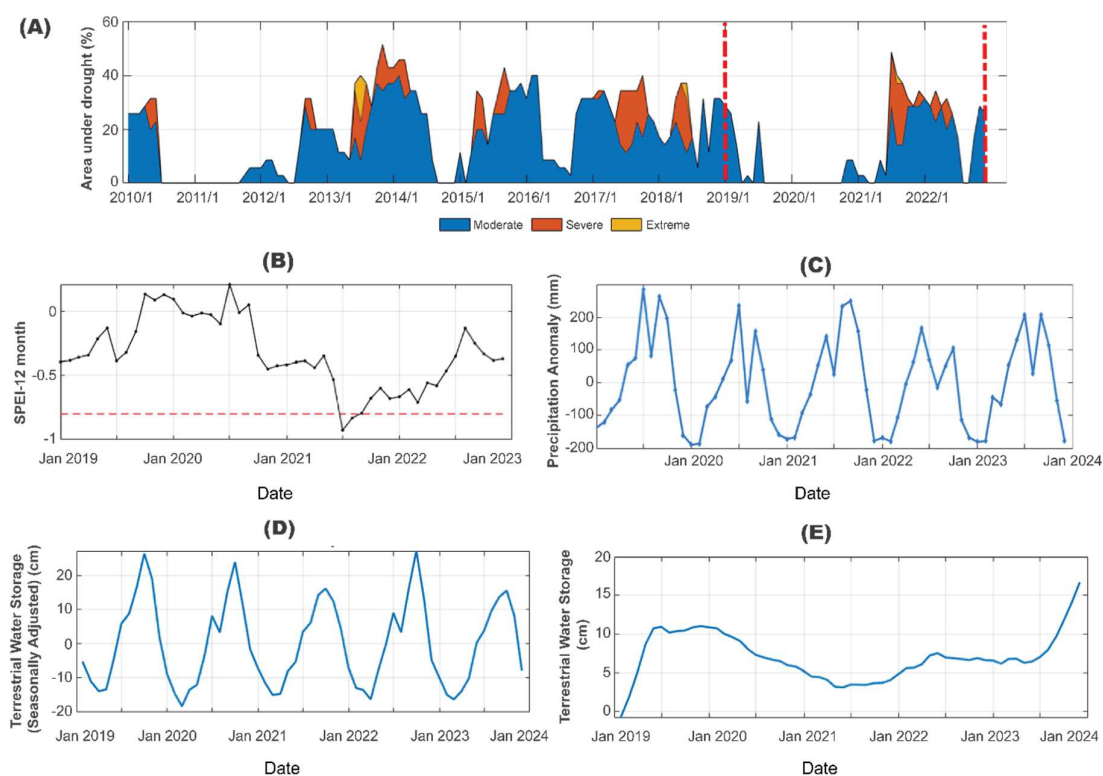 (A)
Area under drought (%)
60
40
20
0
2010/1 2011/1 2012/1 2013/1 2014/1 2015/1 2016/1 2017/1 2018/1 2019/1 2020/1 2021/1 2022/1
Moderate Severe Extreme
(B)
SPEI-12 month
0
-0.5
-1
Jan 2019 Jan 2020 Jan 2021 Jan 2022 Jan 2023
Date
(C)
Precipitation Anomaly (mm)
200
100
0
-100
-200
Jan 2020 Jan 2021 Jan 2022 Jan 2023 Jan 2024
Date
(D)
Terrestrial Water Storage
(Seasonally Adjusted) (cm)
20
10
0
-10
-20
Jan 2019 Jan 2020 Jan 2021 Jan 2022 Jan 2023 Jan 2024
Date
(E)
Terrestrial Water Storage
(cm)
20
15
10
5
0
Jan 2019 Jan 2020 Jan 2021 Jan 2022 Jan 2023 Jan 2024
Date